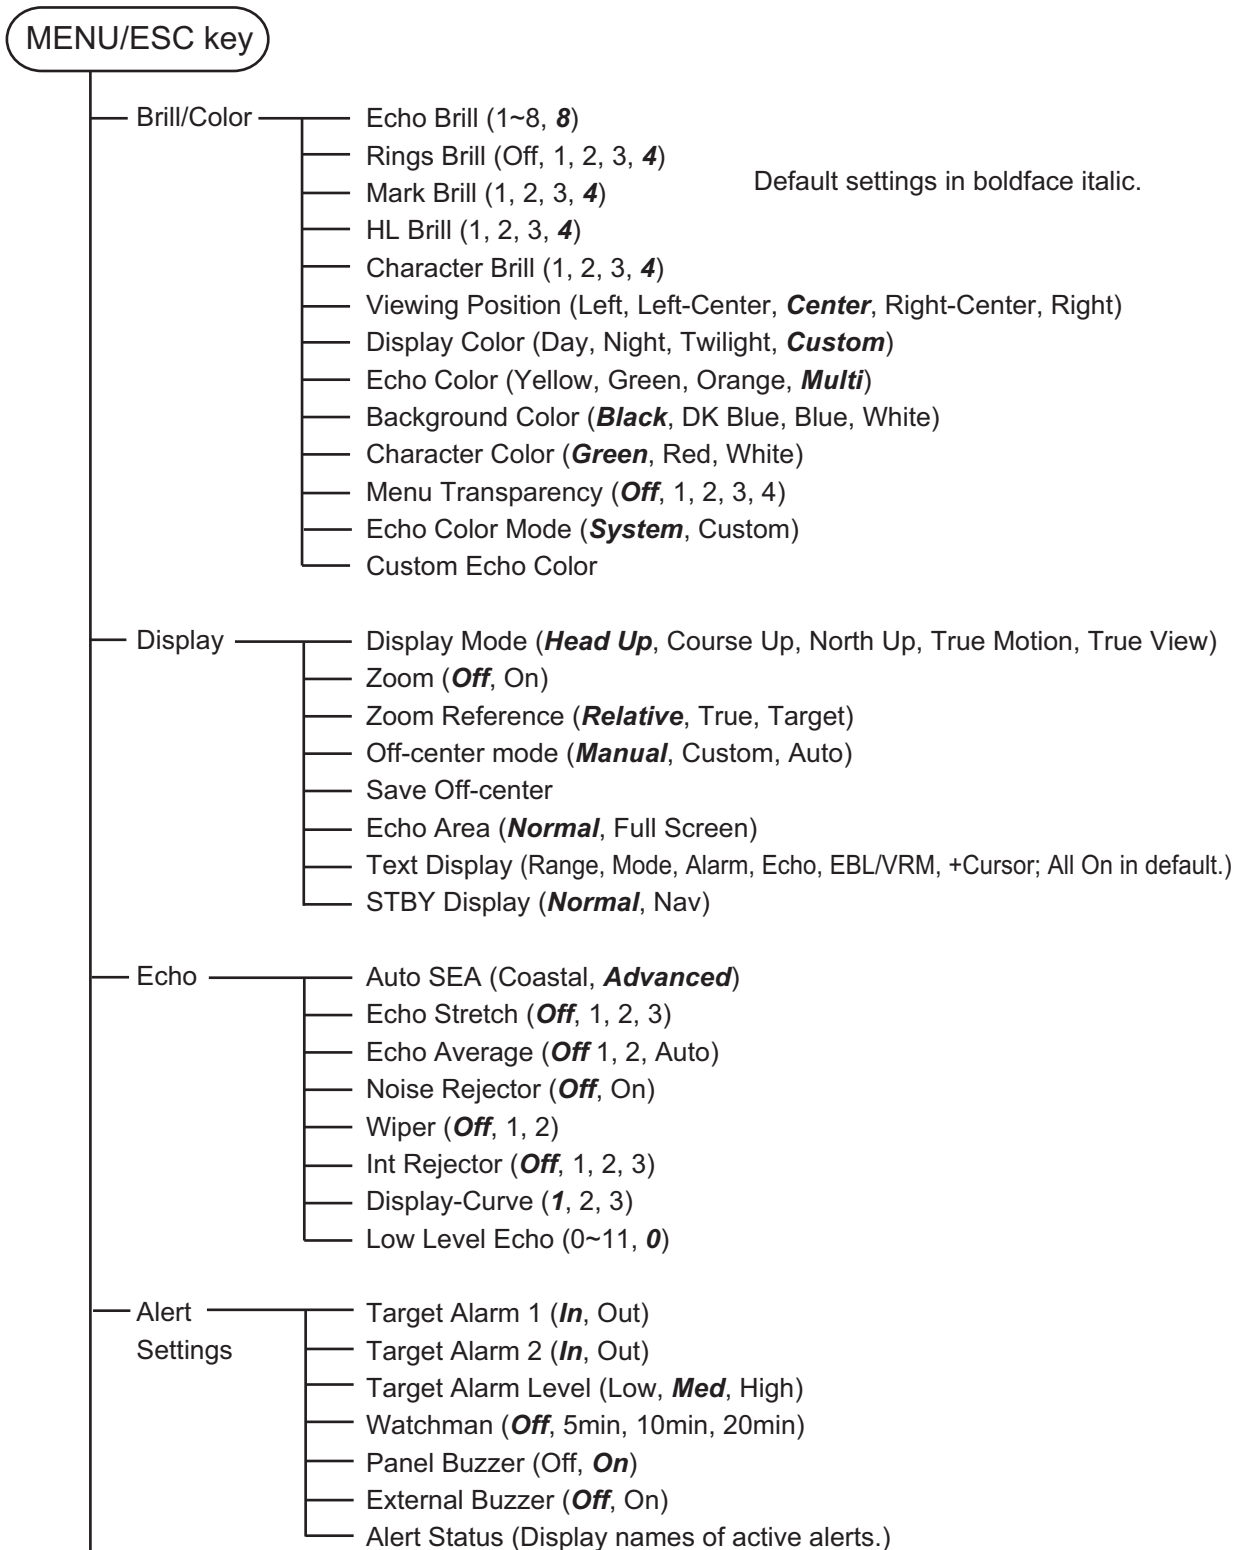 MENU/ESC key
Brill/Color
Echo Brill (1~8, 8)
Rings Brill (Off, 1, 2, 3, 4)
Default settings in boldface italic.
Mark Brill (1, 2, 3, 4)
HL Brill (1, 2, 3, 4)
Character Brill (1, 2, 3, 4)
Viewing Position (Left, Left-Center, Center, Right-Center, Right)
Display Color (Day, Night, Twilight, Custom)
Echo Color (Yellow, Green, Orange, Multi)
Background Color (Black, DK Blue, Blue, White)
Character Color (Green, Red, White)
Menu Transparency (Off, 1, 2, 3, 4)
Echo Color Mode (System, Custom)
Custom Echo Color
Display
Display Mode (Head Up, Course Up, North Up, True Motion, True View)
Zoom (Off, On)
Zoom Reference (Relative, True, Target)
Off-center mode (Manual, Custom, Auto)
Save Off-center
Echo Area (Normal, Full Screen)
Text Display (Range, Mode, Alarm, Echo, EBL/VRM, +Cursor; All On in default.)
STBY Display (Normal, Nav)
Echo
Auto SEA (Coastal, Advanced)
Echo Stretch (Off, 1, 2, 3)
Echo Average (Off 1, 2, Auto)
Noise Rejector (Off, On)
Wiper (Off, 1, 2)
Int Rejector (Off, 1, 2, 3)
Display-Curve (1, 2, 3)
Low Level Echo (0~11, 0)
Alert
Settings
Target Alarm 1 (In, Out)
Target Alarm 2 (In, Out)
Target Alarm Level (Low, Med, High)
Watchman (Off, 5min, 10min, 20min)
Panel Buzzer (Off, On)
External Buzzer (Off, On)
Alert Status (Display names of active alerts.)